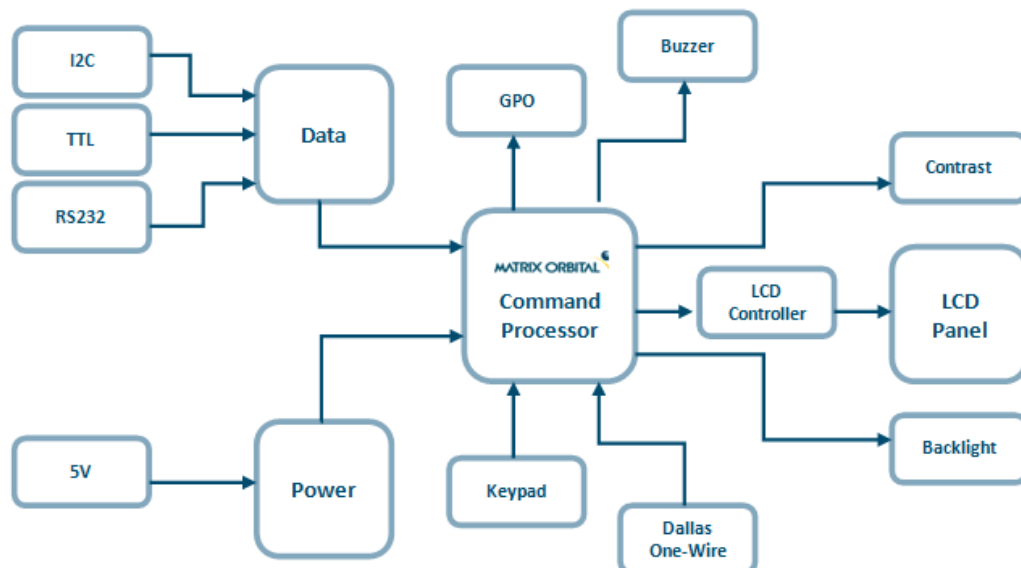 I2C
TTL
RS232
Data
GPO
Buzzer
Contrast
MATRIX ORBITAL
Command
Processor
LCD
Controller
LCD
Panel
5V
Power
Keypad
Dallas
One-Wire
Backlight